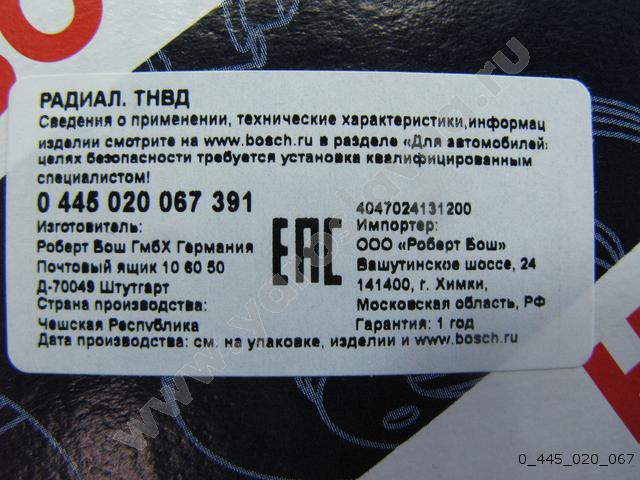 РАДИАЛ. ТНВД
Сведения о применении, технические характеристики,информац
изделии смотрите на www.bosch.ru в разделе «Для автомобилей:
целях безопасности требуется установка квалифицированным
специалистом!
0 445 020 067 391
Изготовитель:
Роберт Бош ГмбХ Германия
Почтовый ящик 10 60 50
Д-70049 Штутгарт
Страна производства:
Чешская Республика
EAC
4047024131200
Импортер:
ООО «Роберт Бош»
Вашутинское шоссе, 24
141400, г. Химки,
Московская область, РФ
Гарантия: 1 год
Дата производства: см. на упаковке, изделии и www.bosch.ru
0_445_020_067